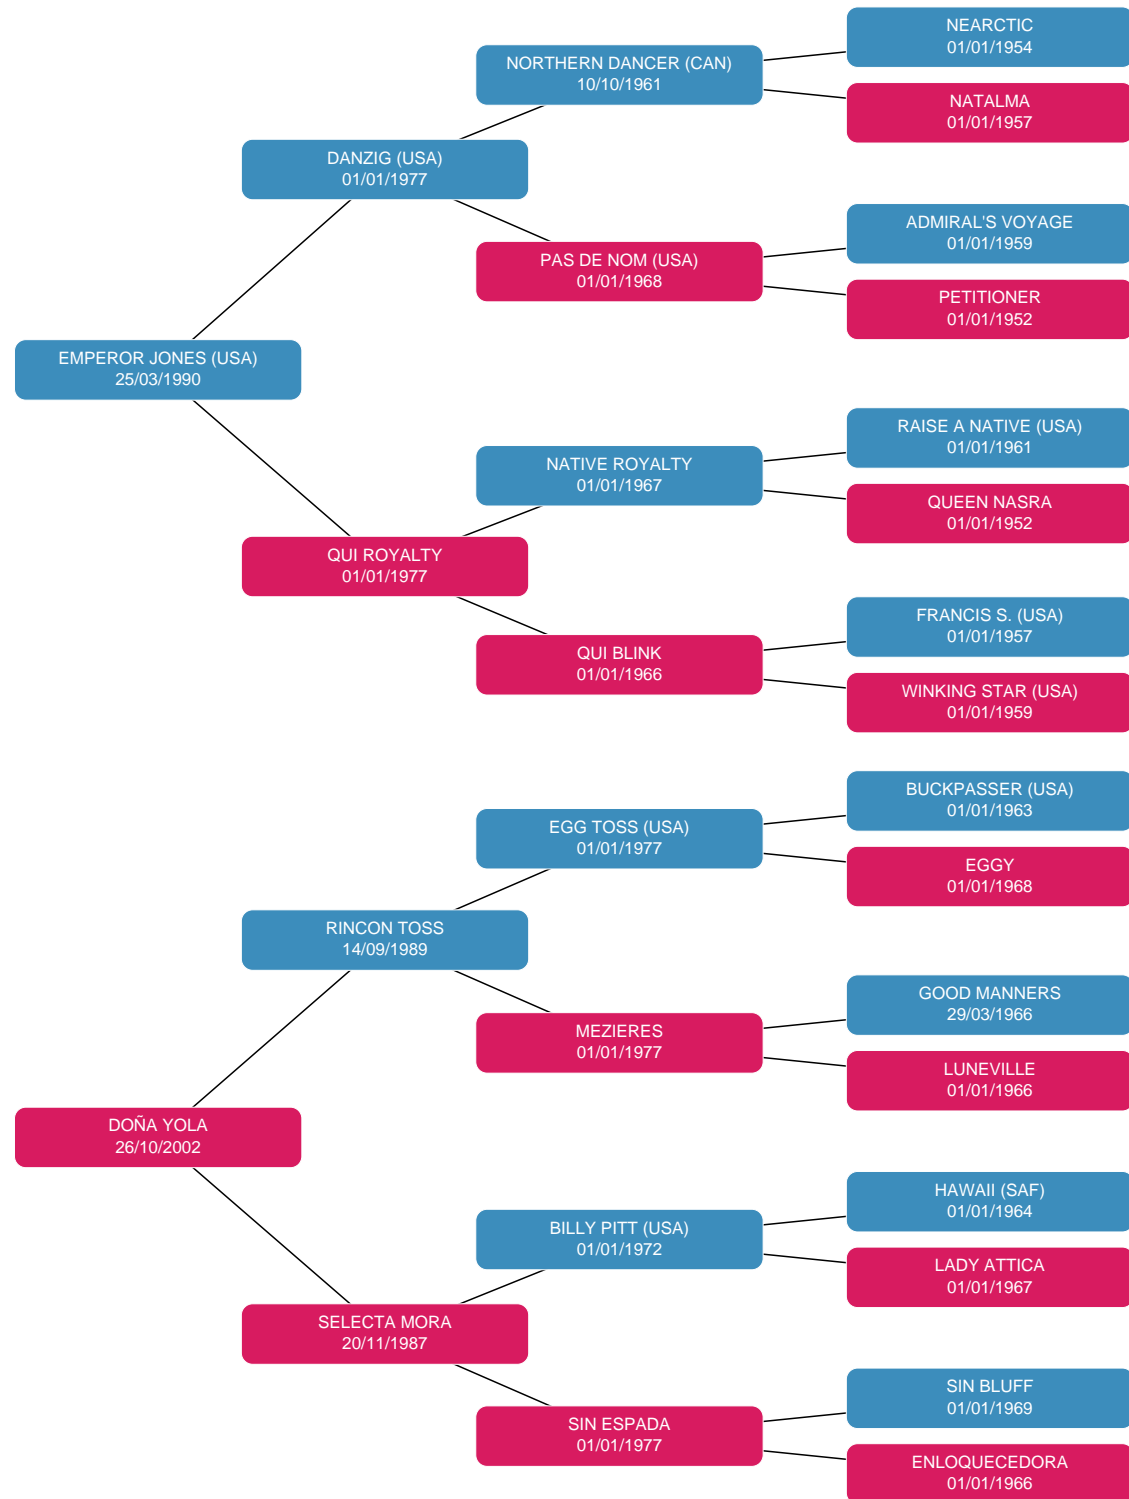 NEARCTIC
01/01/1954
NORTHERN DANCER (CAN)
10/10/1961
NATALMA
01/01/1957
DANZIG (USA)
01/01/1977
ADMIRAL'S VOYAGE
01/01/1959
PAS DE NOM (USA)
01/01/1968
PETITIONER
01/01/1952
EMPEROR JONES (USA)
25/03/1990
RAISE A NATIVE (USA)
01/01/1961
NATIVE ROYALTY
01/01/1967
QUEEN NASRA
01/01/1952
QUI ROYALTY
01/01/1977
FRANCIS S. (USA)
01/01/1957
QUI BLINK
01/01/1966
WINKING STAR (USA)
01/01/1959
BUCKPASSER (USA)
01/01/1963
EGG TOSS (USA)
01/01/1977
EGGY
01/01/1968
RINCON TOSS
14/09/1989
GOOD MANNERS
29/03/1966
MEZIERES
01/01/1977
LUNEVILLE
01/01/1966
DOÑA YOLA
26/10/2002
HAWAII (SAF)
01/01/1964
BILLY PITT (USA)
01/01/1972
LADY ATTICA
01/01/1967
SELECTA MORA
20/11/1987
SIN BLUFF
01/01/1969
SIN ESPADA
01/01/1977
ENLOQUECEDORA
01/01/1966